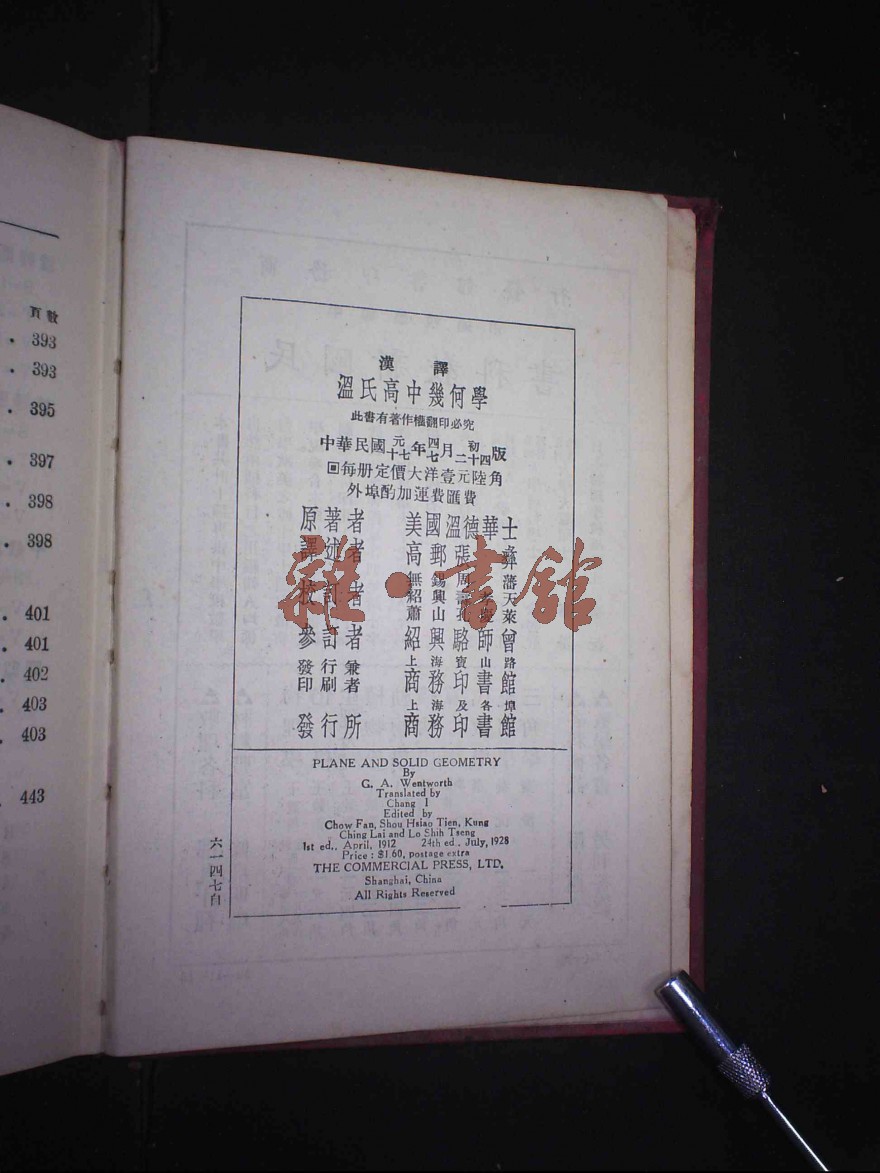 頁數
393
393
395
397
398
398
401
401
402
403
403
443
漢譯
溫氏高中幾何學
此書有著作權翻印必究
中華民國元年四月初版
十七年七月二十四版
回每册定價大洋壹元陸角
外埠酌加運費匯費
原著者 美國溫德華士
譯述者 高郵張彝
校訂者 無錫周藩
紹興壽孝天
蕭山
萊
參訂者 紹興駱師曾
發行兼印刷者 上海寶山路 商務印書館
發行所 上海及各埠 商務印書館
PLANE AND SOLID GEOMETRY
By
G. A. Wentworth
Translated by
Chang I
Edited by
Chow Fan, Shou Hsiao Tien, Kung
Ching Lai and Lo Shih Tseng
1st ed., April, 1912 24th ed., July, 1928
Price : $1.60, postage extra
THE COMMERCIAL PRESS, LTD.
Shanghai, China
All Rights Reserved
六一四七自
雜·書館